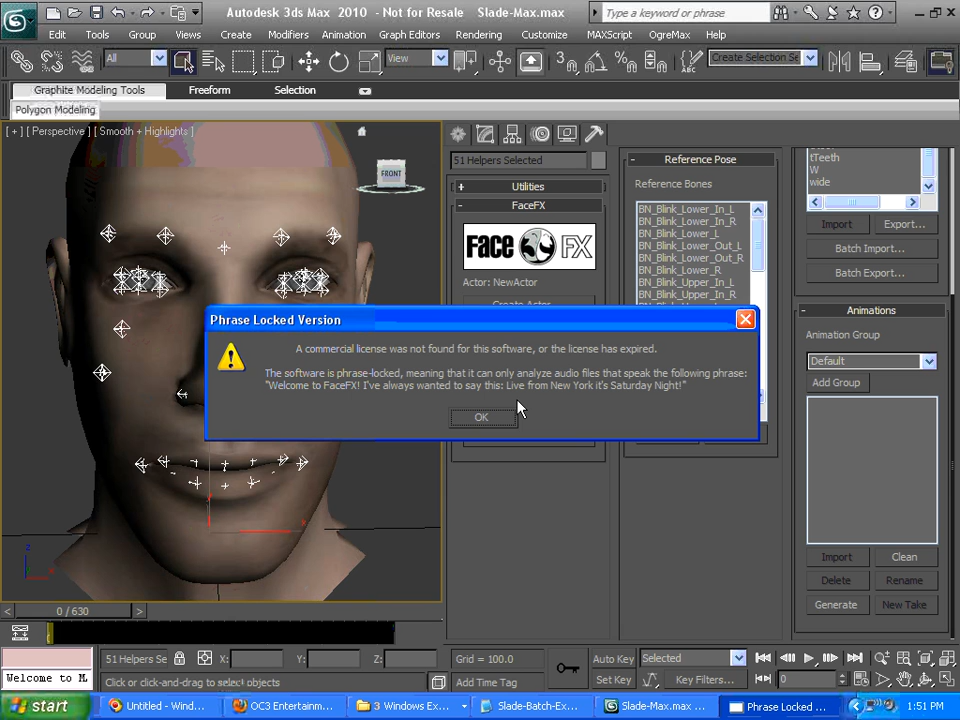 Autodesk 3ds Max 2010 - Not for Resale Slade-Max.max
Type a keyword or phrase
Edit Tools Group Views Create Modifiers Animation Graph Editors Rendering Customize MAXScript OgreMax Help
All
View
Create Selection Se
Graphite Modeling Tools Freeform Selection
Polygon Modeling
[ + ] [ Perspective ] [ Smooth + Highlights ]
FRONT
51 Helpers Selected
+ Utilities
- FaceFX
Face FX
Actor: NewActor
Create Actor
- Reference Pose
Reference Bones
BN_Blink_Lower_In_L
BN_Blink_Lower_In_R
BN_Blink_Lower_L
BN_Blink_Lower_Out_L
BN_Blink_Lower_Out_R
BN_Blink_Lower_R
BN_Blink_Upper_In_L
BN_Blink_Upper_In_R
tTeeth
W
wide
Import Export...
Batch Import...
Batch Export...
- Animations
Animation Group
Default
Add Group
Import Clean
Delete Rename
Generate New Take
Phrase Locked Version
A commercial license was not found for this software, or the license has expired.
The software is phrase-locked, meaning that it can only analyze audio files that speak the following phrase:
"Welcome to FaceFX! I've always wanted to say this: Live from New York it's Saturday Night!"
OK
z
x
< 0 / 630 >
51 Helpers Se X: Y: Z: Grid = 100.0 Auto Key Selected
Welcome to M. Click or click-and-drag to select objects Add Time Tag Set Key Key Filters... 0
start Untitled - Wind... OC3 Entertainm... 3 Windows Ex... Slade-Batch-Ex... Slade-Max.max ... Phrase Locked ... 1:51 PM